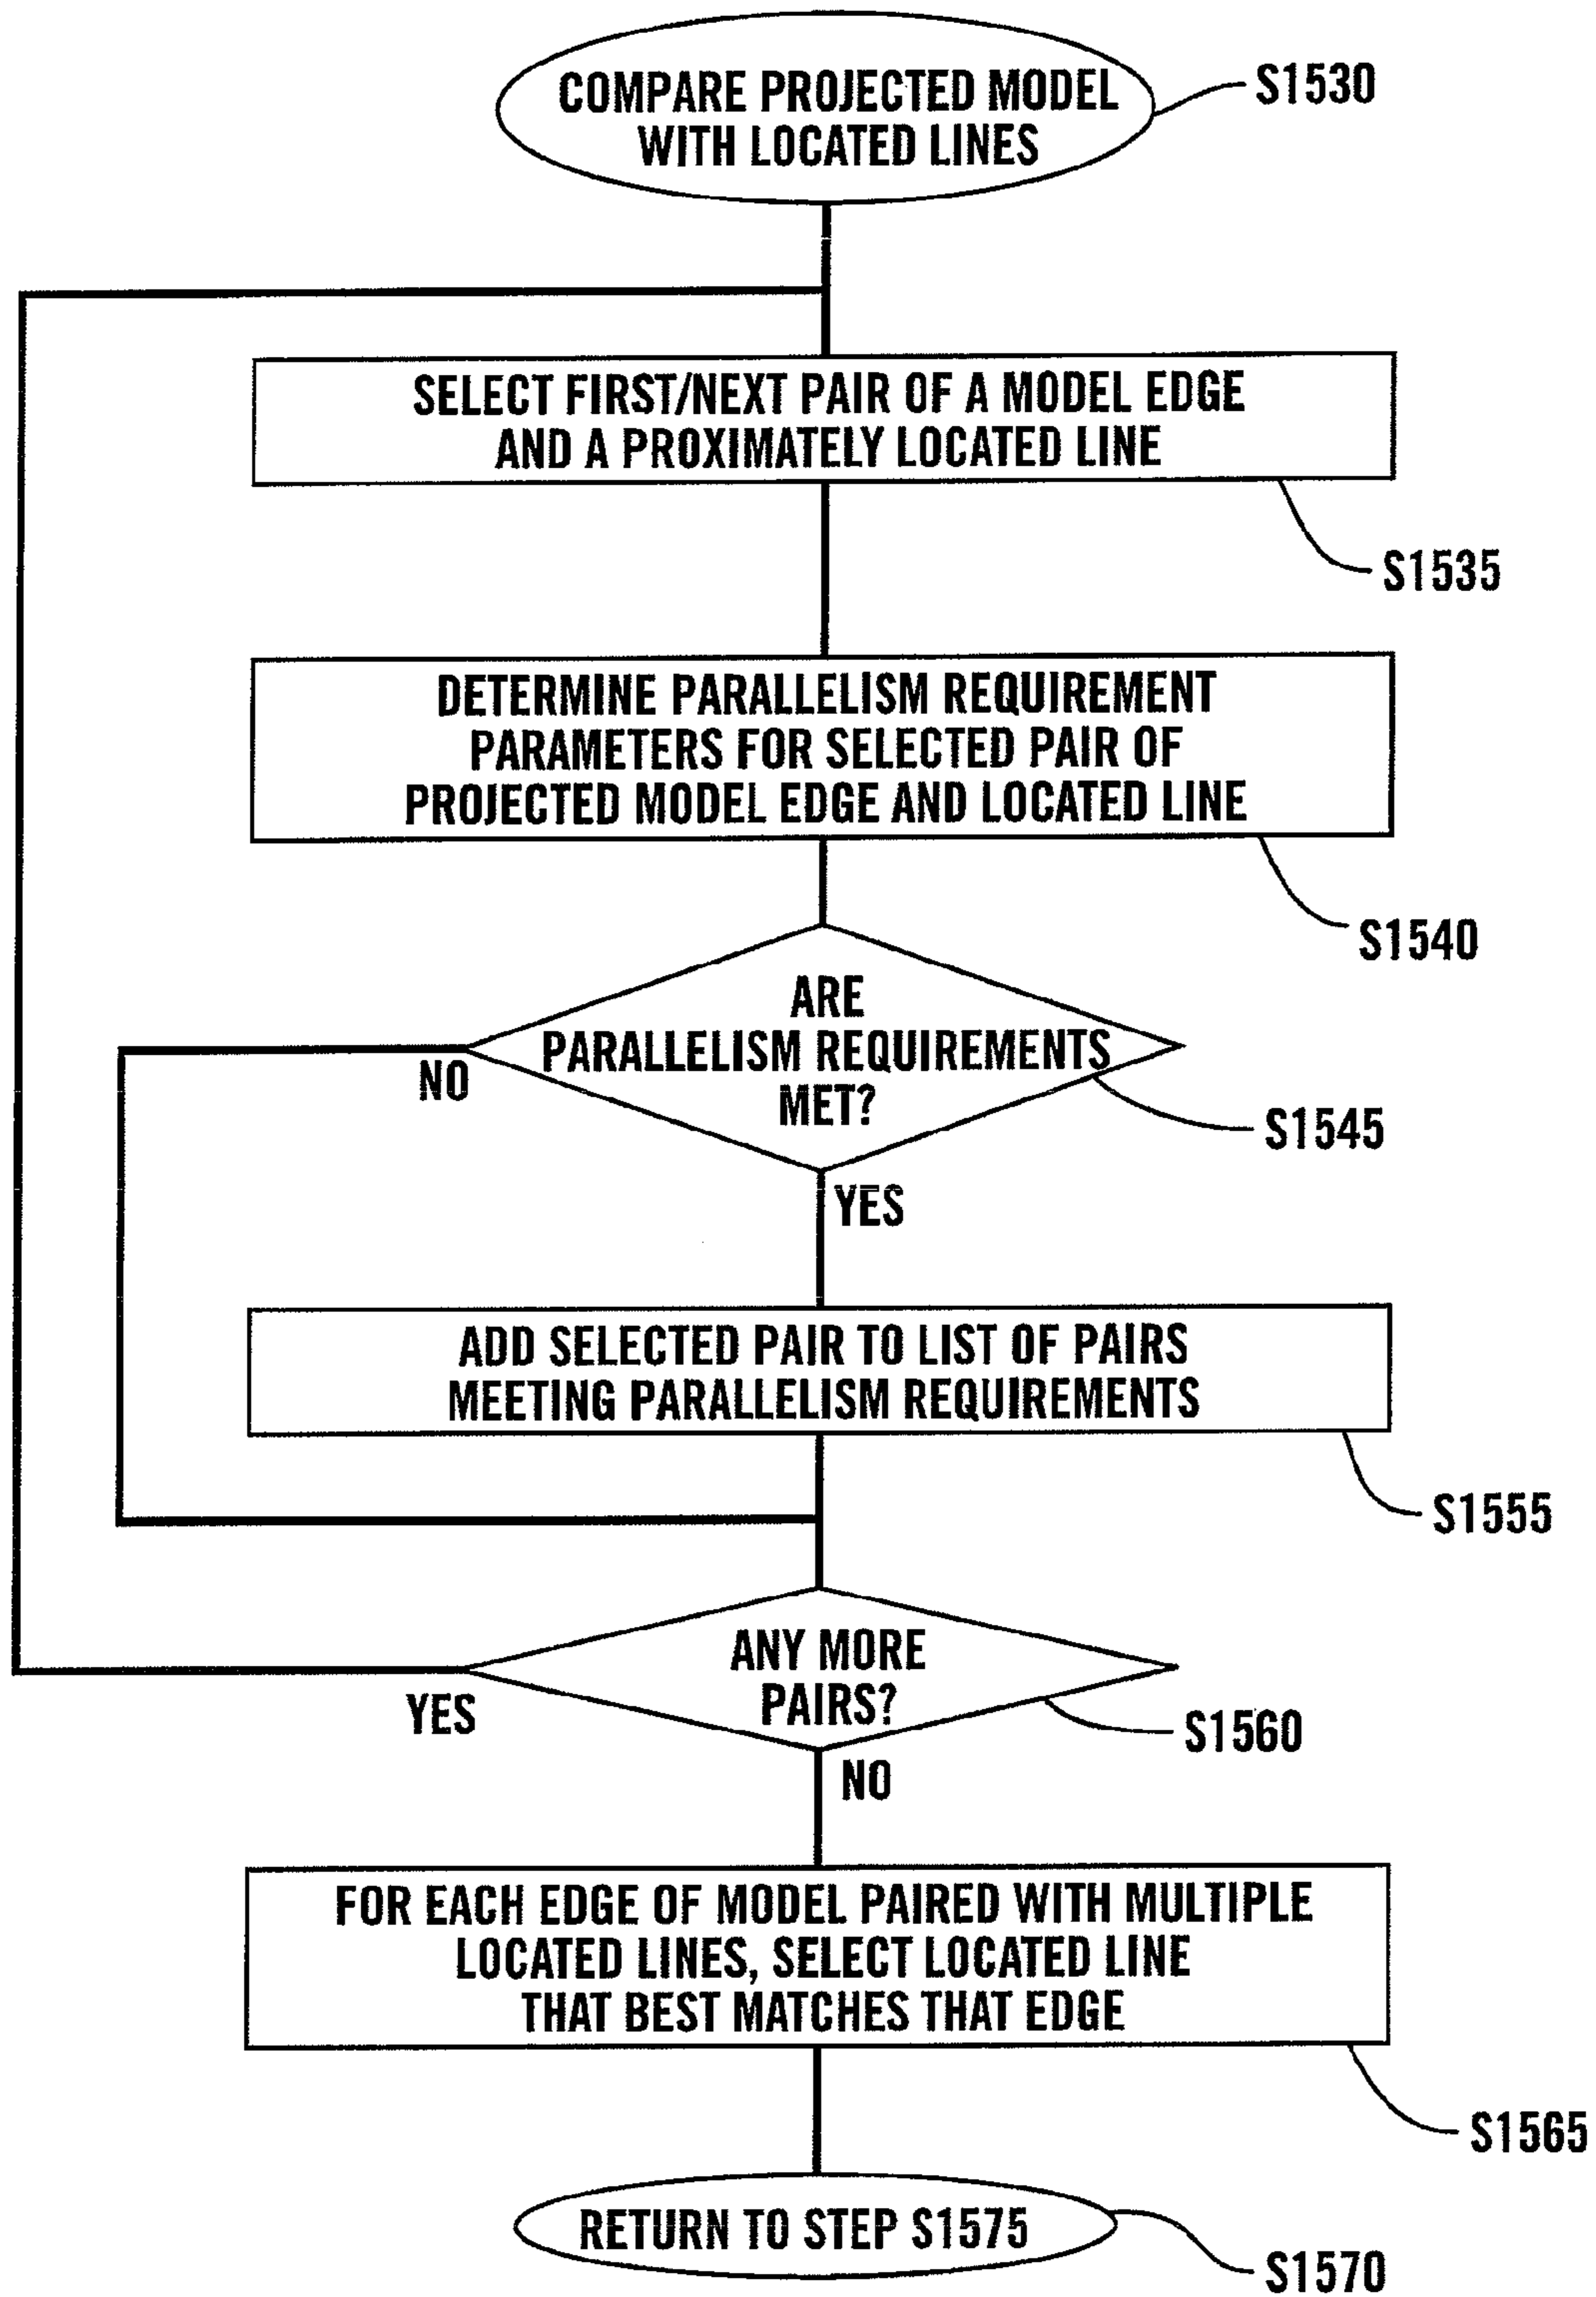 COMPARE PROJECTED MODEL
WITH LOCATED LINES
S1530
SELECT FIRST/NEXT PAIR OF A MODEL EDGE
AND A PROXIMATELY LOCATED LINE
S1535
DETERMINE PARALLELISM REQUIREMENT
PARAMETERS FOR SELECTED PAIR OF
PROJECTED MODEL EDGE AND LOCATED LINE
S1540
ARE
PARALLELISM REQUIREMENTS
MET?
NO
S1545
YES
ADD SELECTED PAIR TO LIST OF PAIRS
MEETING PARALLELISM REQUIREMENTS
S1555
ANY MORE
PAIRS?
YES
S1560
NO
FOR EACH EDGE OF MODEL PAIRED WITH MULTIPLE
LOCATED LINES, SELECT LOCATED LINE
THAT BEST MATCHES THAT EDGE
S1565
RETURN TO STEP S1575
S1570